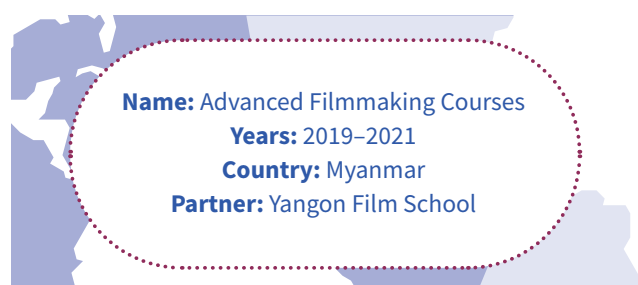 Name: Advanced Filmmaking Courses
Years: 2019–2021
Country: Myanmar
Partner: Yangon Film School